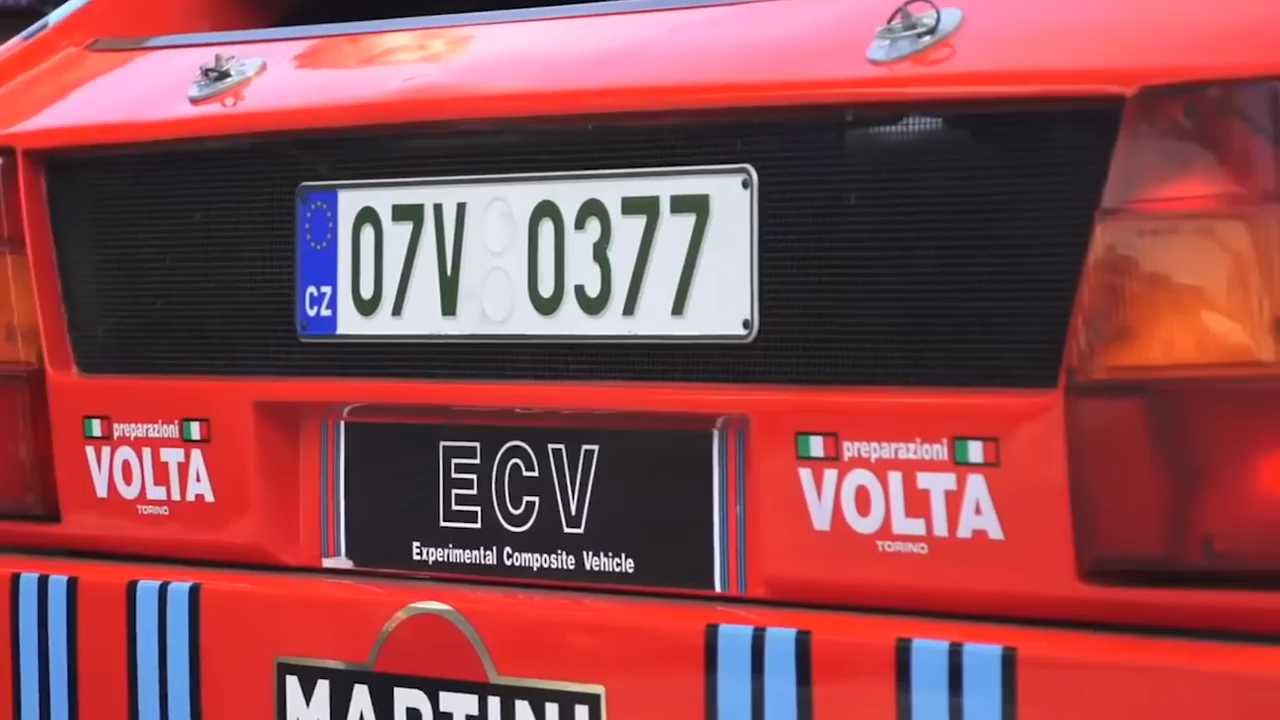 CZ
07V 0377
preparazioni
VOLTA
TORINO
ECV
Experimental Composite Vehicle
preparazioni
VOLTA
TORINO
MARTINI